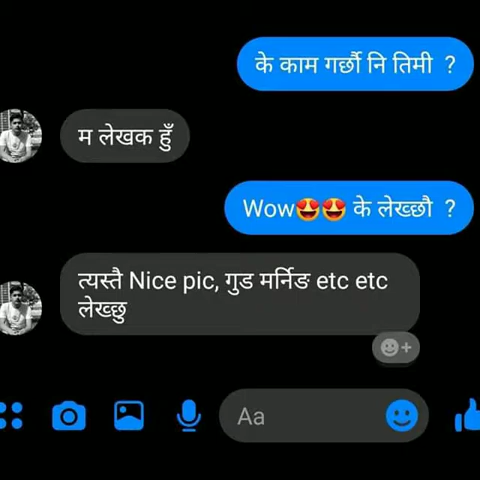 के काम गर्छौ नि तिमी ?
म लेखक हुँ
Wow😍😍 के लेख्छौ ?
त्यस्तै Nice pic, गुड मर्निङ etc etc
लेख्छु
Aa